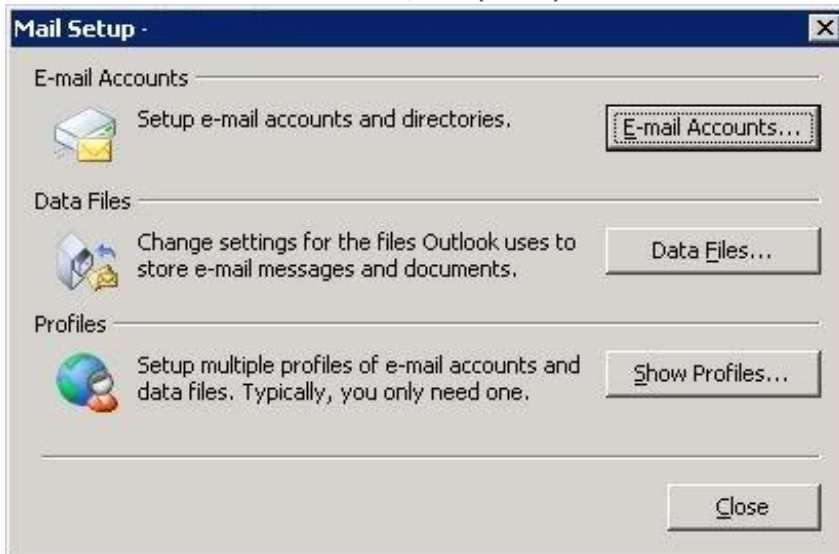 Mail Setup -
E-mail Accounts
Setup e-mail accounts and directories.
E-mail Accounts...
Data Files
Change settings for the files Outlook uses to
store e-mail messages and documents.
Data Files...
Profiles
Setup multiple profiles of e-mail accounts and
data files. Typically, you only need one.
Show Profiles...
Close